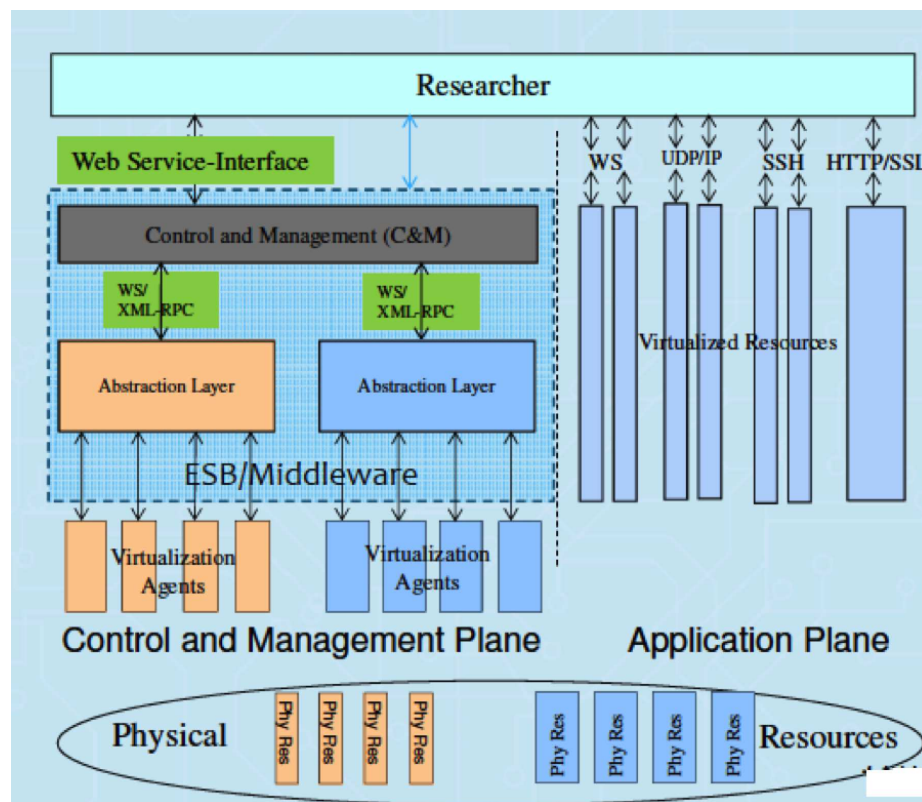 Researcher
Web Service-Interface
WS
UDP/IP
SSH
HTTP/SSL
Control and Management (C&M)
WS/
XML-RPC
WS/
XML-RPC
Virtualized Resources
Abstraction Layer
Abstraction Layer
ESB/Middleware
Virtualization
Agents
Virtualization
Agents
Control and Management Plane
Application Plane
Physical
Phy Res
Phy Res
Phy Res
Phy Res
Phy Res
Phy Res
Phy Res
Phy Res
Resources